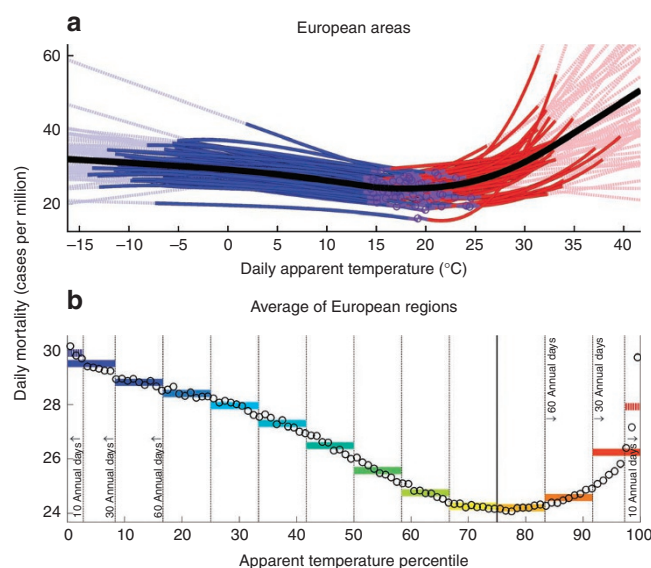 a
European areas
60
40
20
−15 −10 −5 0 5 10 15 20 25 30 35 40
Daily apparent temperature (°C)
Daily mortality (cases per million)
b
Average of European regions
30
28
26
24
10 Annual days
30 Annual days
60 Annual days
60 Annual days
30 Annual days
10 Annual days
0 10 20 30 40 50 60 70 80 90 100
Apparent temperature percentile